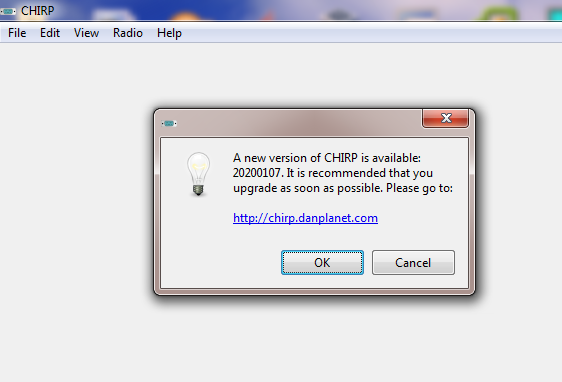 CHIRP
File Edit View Radio Help
A new version of CHIRP is available:
20200107. It is recommended that you
upgrade as soon as possible. Please go to:
http://chirp.danplanet.com
OK Cancel